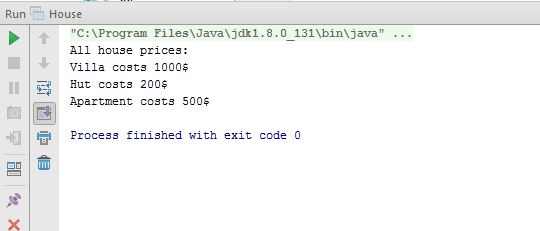 Run House
"C:\Program Files\Java\jdk1.8.0_131\bin\java" ...
All house prices:
Villa costs 1000$
Hut costs 200$
Apartment costs 500$
Process finished with exit code 0